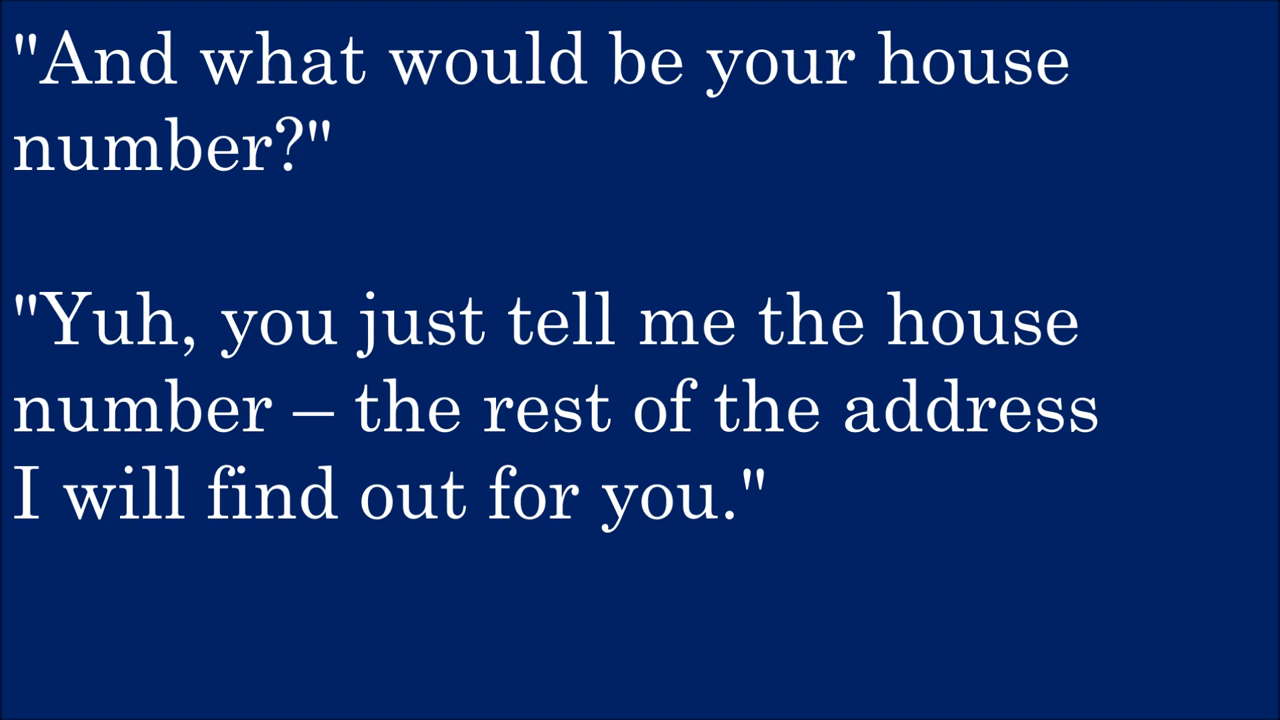 "And what would be your house
number?"
"Yuh, you just tell me the house
number – the rest of the address
I will find out for you."